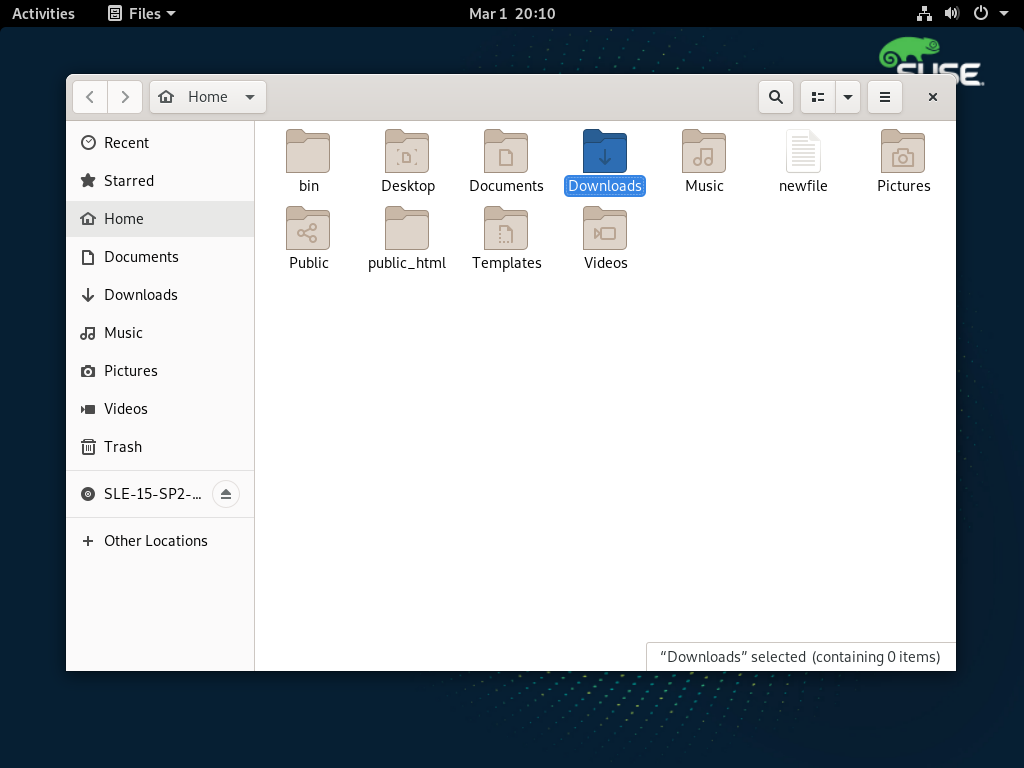 Activities Files Mar 1 20:10
SUSE
Home
Recent
Starred
Home
Documents
Downloads
Music
Pictures
Videos
Trash
SLE-15-SP2-...
Other Locations
bin Desktop Documents Downloads Music newfile Pictures
Public public_html Templates Videos
“Downloads” selected (containing 0 items)